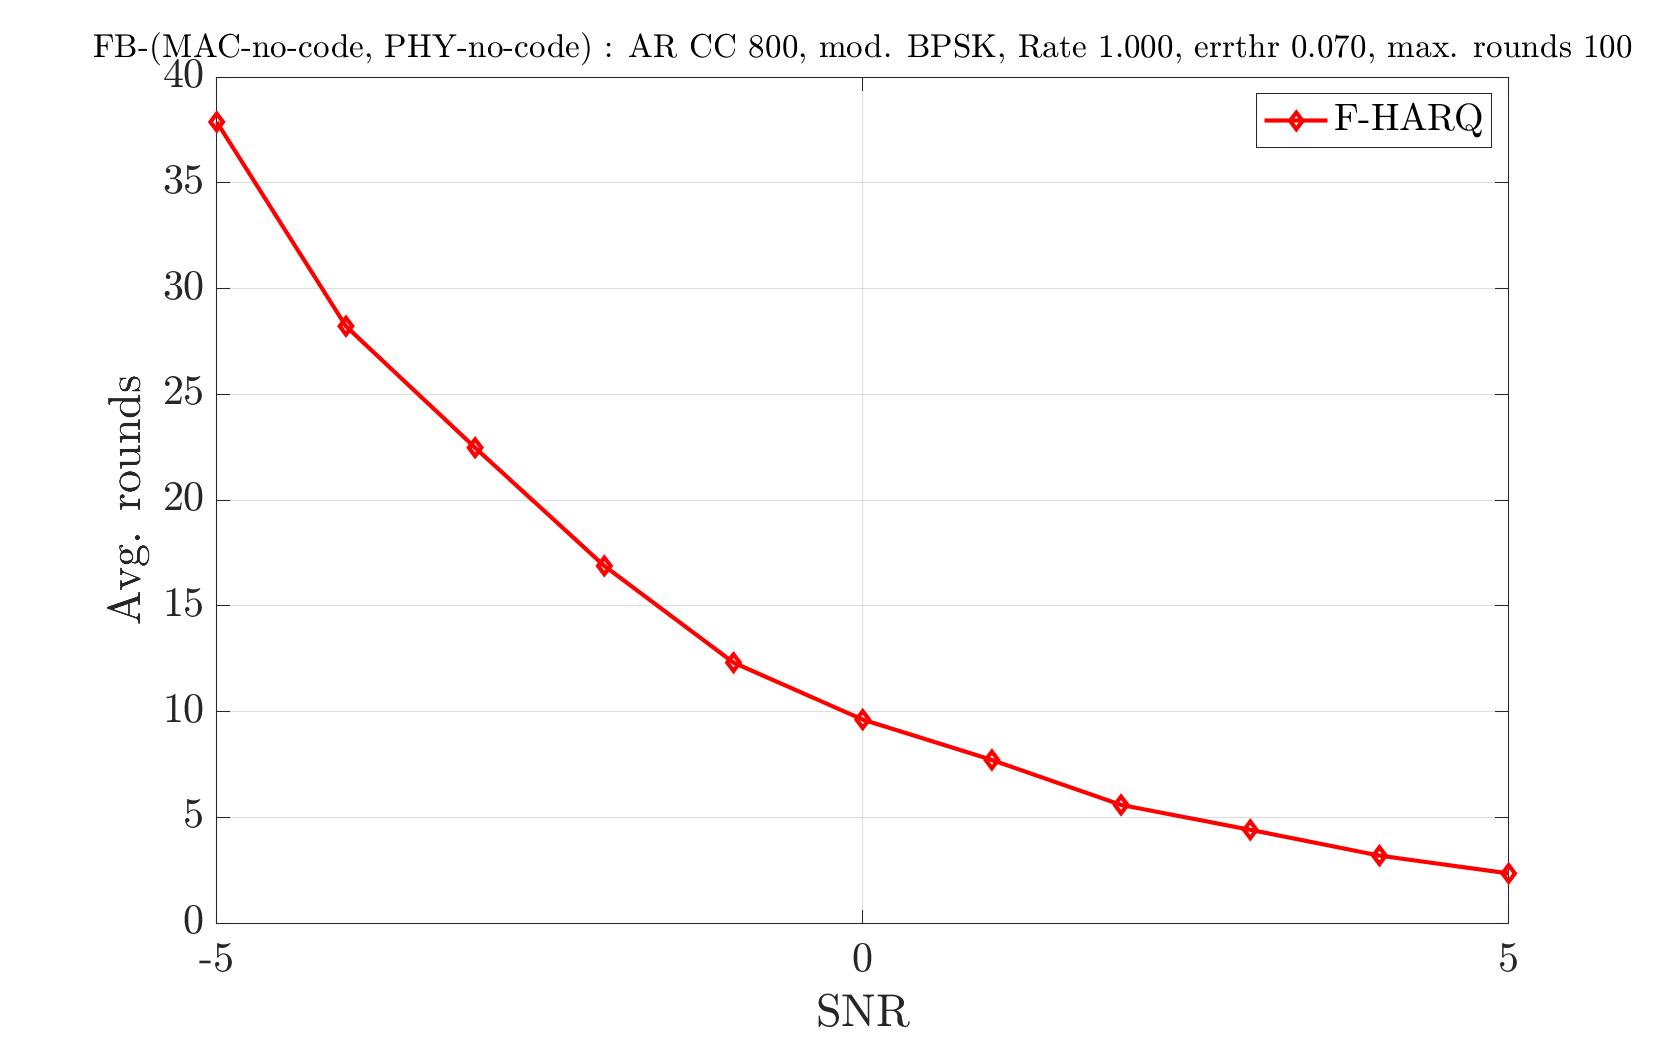 FB-(MAC-no-code, PHY-no-code) : AR CC 800, mod. BPSK, Rate 1.000, errthr 0.070, max. rounds 100
F-HARQ
40
35
30
25
20
15
10
5
0
Avg. rounds
-5 0 5
SNR